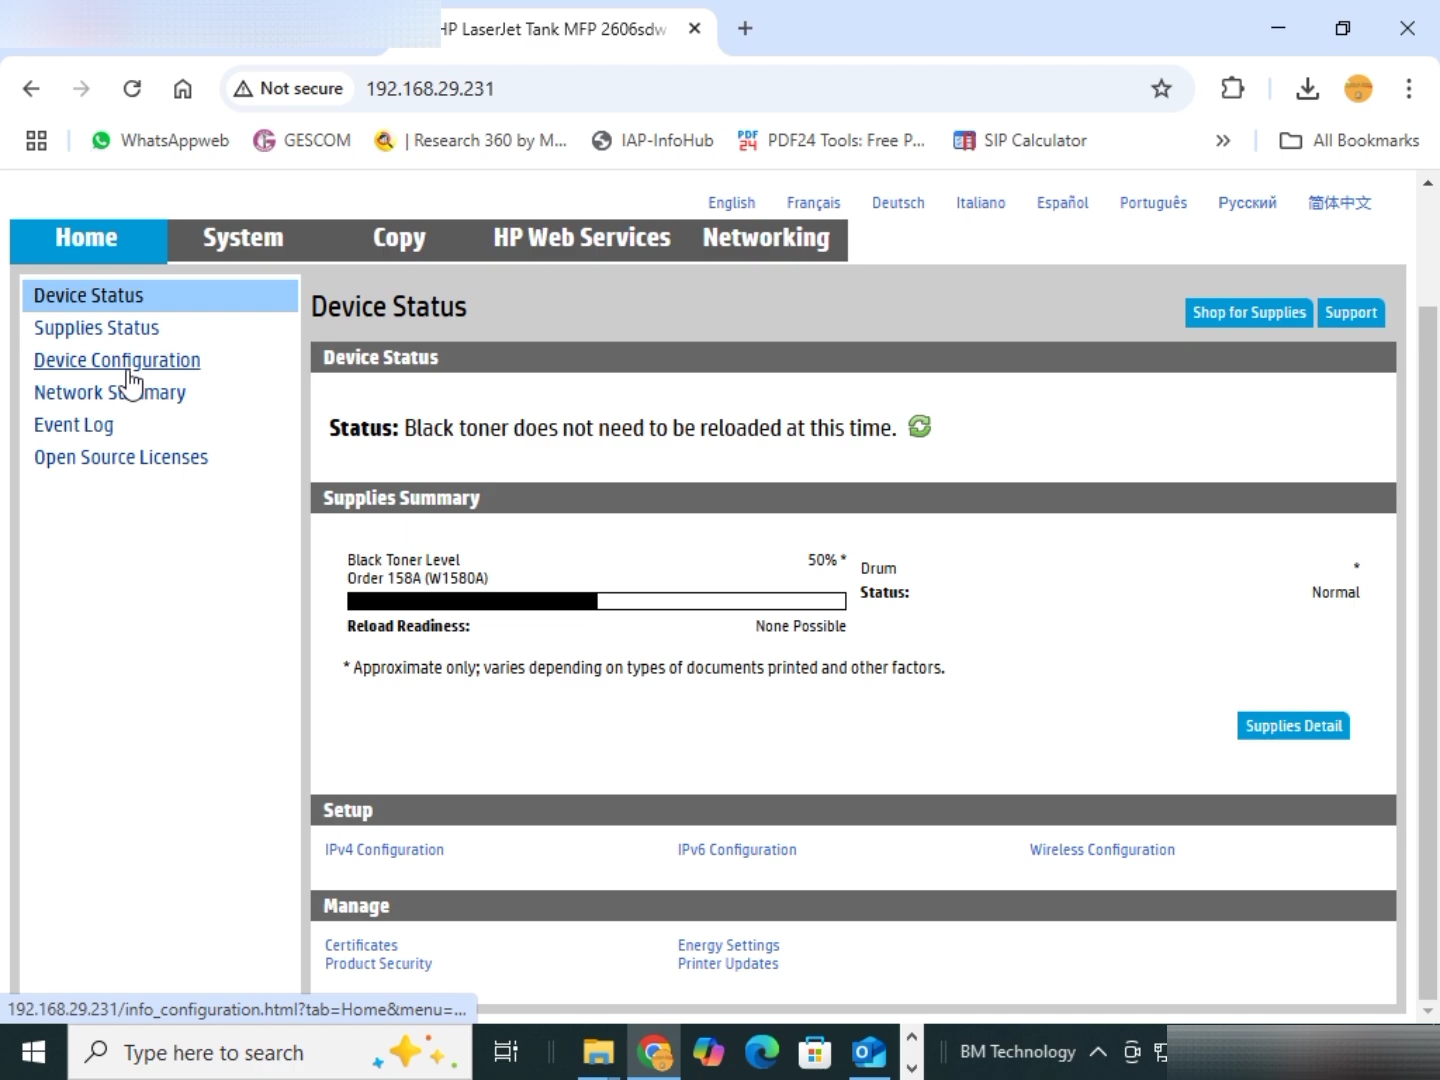 HP LaserJet Tank MFP 2606sdw
Not secure 192.168.29.231
WhatsAppweb GESCOM | Research 360 by M... IAP-InfoHub PDF24 Tools: Free P... SIP Calculator » All Bookmarks
English Français Deutsch Italiano Español Português Русский 简体中文
Home System Copy HP Web Services Networking
Device Status
Supplies Status
Device Configuration
Network Summary
Event Log
Open Source Licenses
Device Status
Shop for Supplies Support
Device Status
Status: Black toner does not need to be reloaded at this time.
Supplies Summary
Black Toner Level 50% *
Order 158A (W1580A)
Reload Readiness: None Possible
Drum *
Status: Normal
* Approximate only; varies depending on types of documents printed and other factors.
Supplies Detail
Setup
IPv4 Configuration IPv6 Configuration Wireless Configuration
Manage
Certificates Energy Settings
Product Security Printer Updates
192.168.29.231/info_configuration.html?tab=Home&menu=...
Type here to search BM Technology